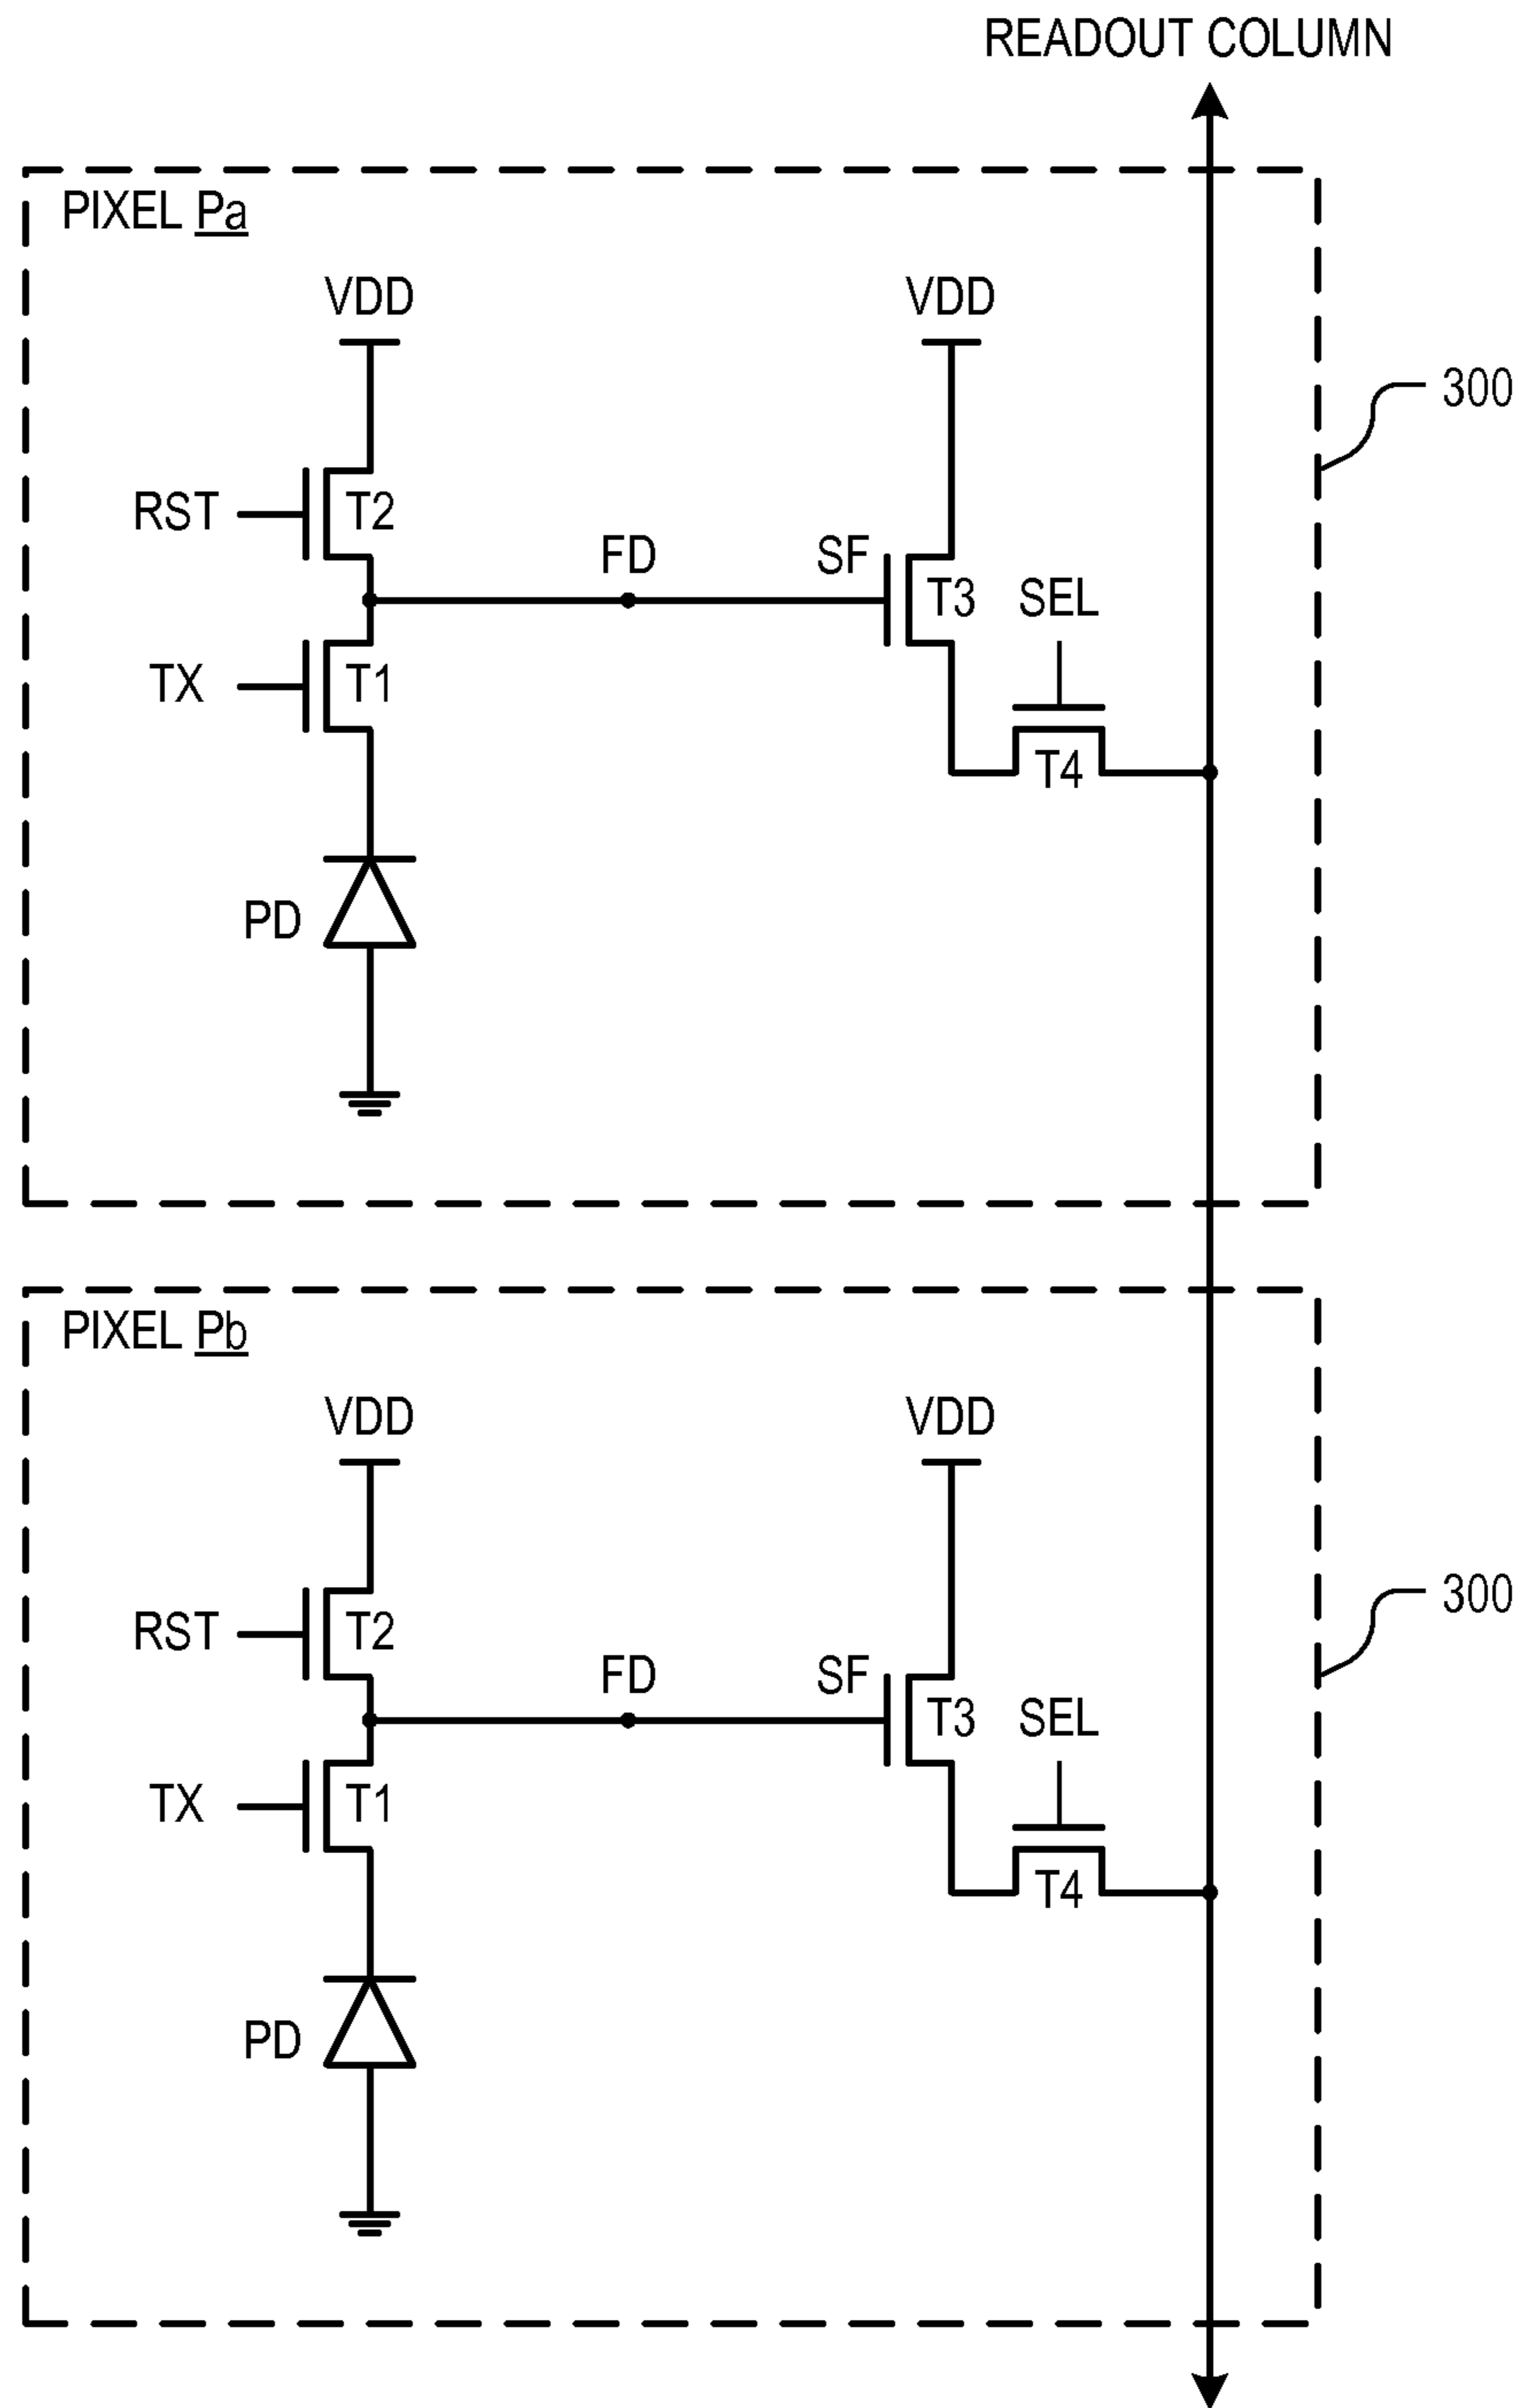 READOUT COLUMN
PIXEL Pa
VDD
VDD
300
RST
T2
FD
SF
T3
SEL
TX
T1
T4
PD
PIXEL Pb
VDD
VDD
300
RST
T2
FD
SF
T3
SEL
TX
T1
T4
PD